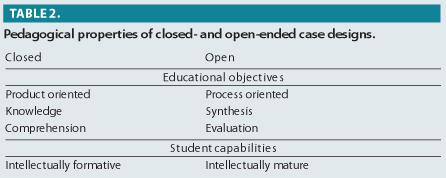 TABLE 2.
Pedagogical properties of closed- and open-ended case designs.
Closed Open
Educational objectives
Product oriented Process oriented
Knowledge Synthesis
Comprehension Evaluation
Student capabilities
Intellectually formative Intellectually mature